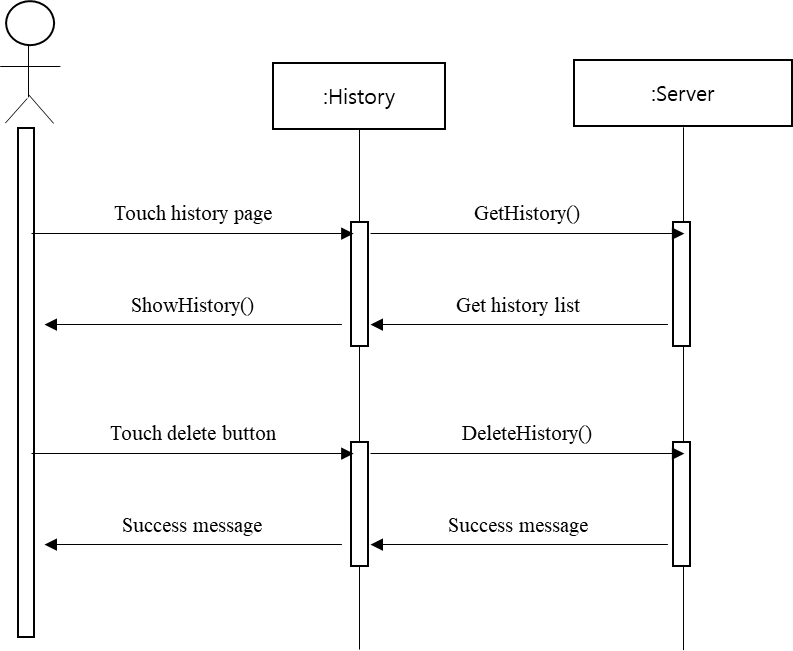 :History
:Server
Touch history page
GetHistory()
ShowHistory()
Get history list
Touch delete button
DeleteHistory()
Success message
Success message